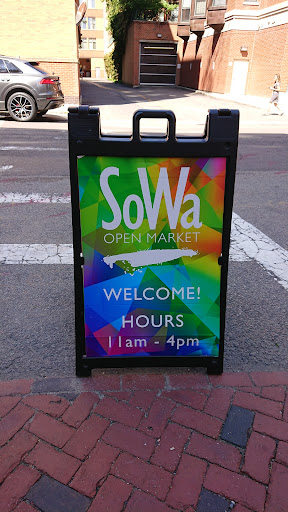 SoWa
OPEN MARKET
WELCOME!
HOURS
11am - 4pm